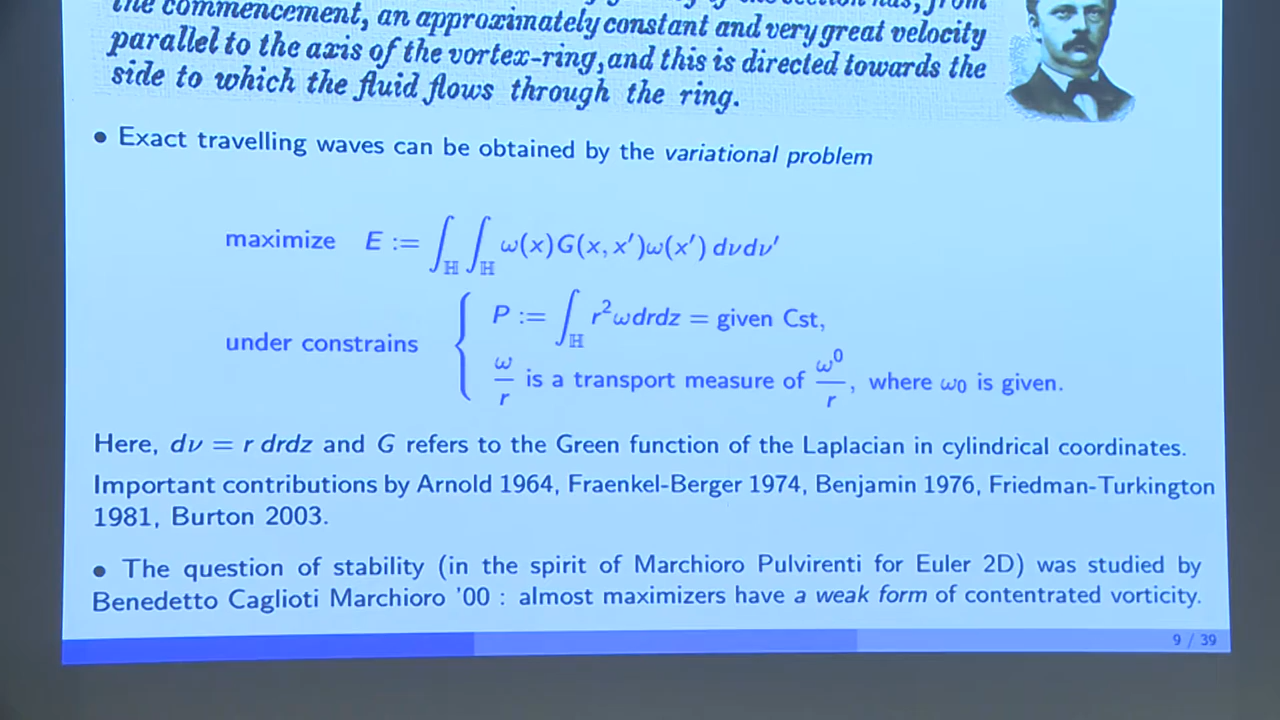 the commencement, an approximately constant and very great velocity
parallel to the axis of the vortex-ring, and this is directed towards the
side to which the fluid flows through the ring.
• Exact travelling waves can be obtained by the variational problem
maximize E := ∫_ℍ ∫_ℍ ω(x)G(x, x′)ω(x′) dνdν′
under constrains { P := ∫_ℍ r²ωdrdz = given Cst,
ω/r is a transport measure of ω⁰/r, where ω₀ is given.
Here, dν = r drdz and G refers to the Green function of the Laplacian in cylindrical coordinates.
Important contributions by Arnold 1964, Fraenkel-Berger 1974, Benjamin 1976, Friedman-Turkington
1981, Burton 2003.
• The question of stability (in the spirit of Marchioro Pulvirenti for Euler 2D) was studied by
Benedetto Caglioti Marchioro '00 : almost maximizers have a weak form of contentrated vorticity.
9 / 39